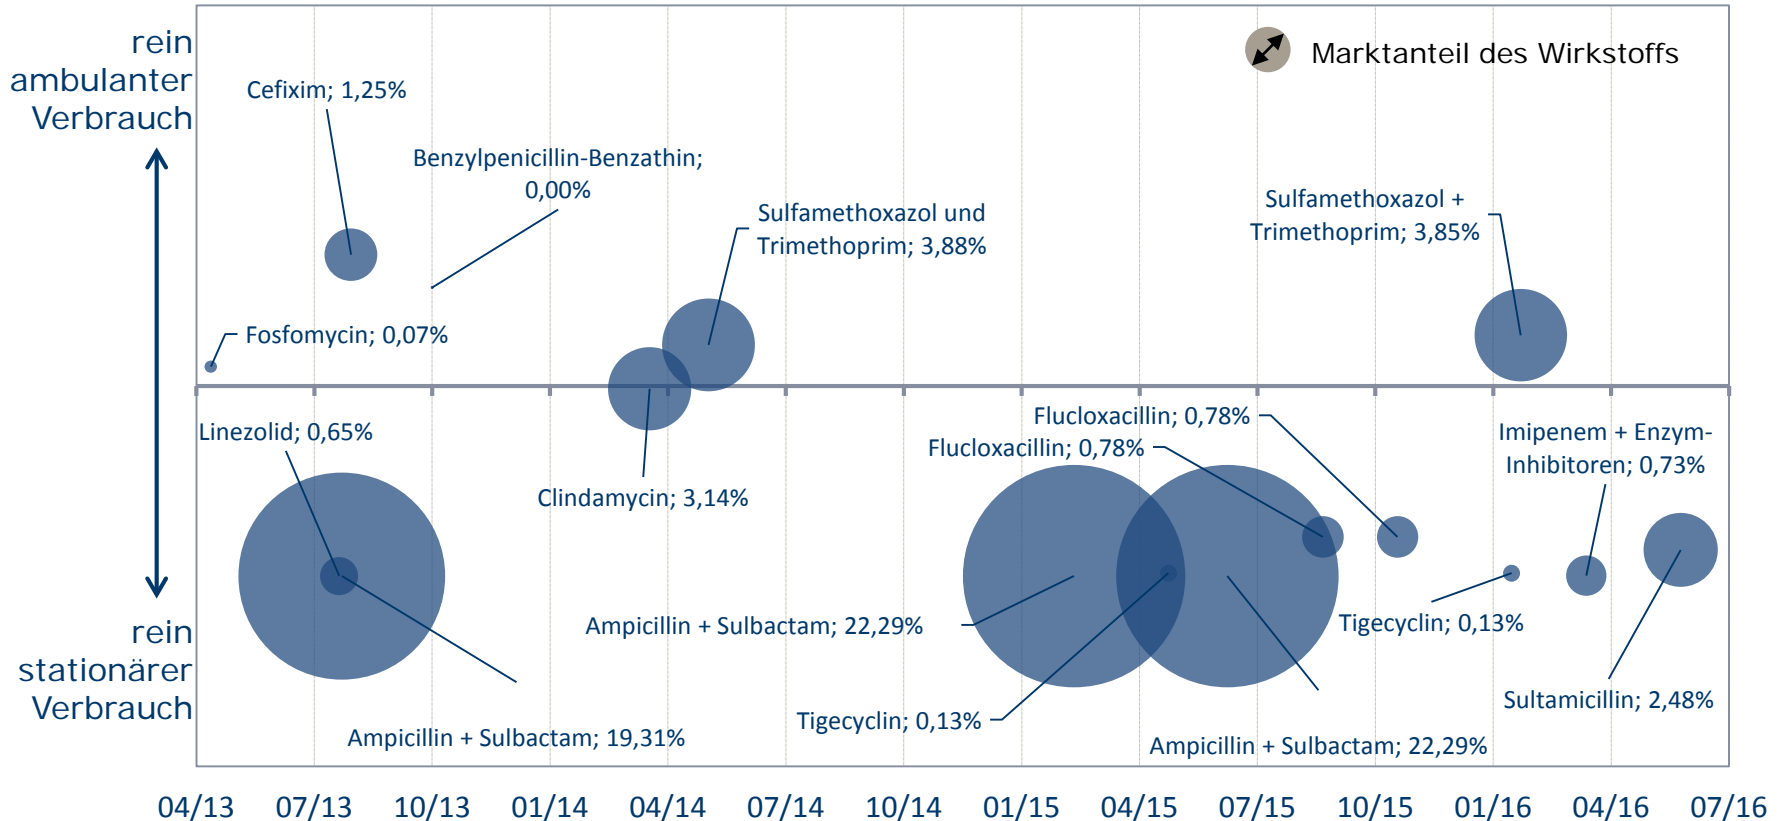 rein
ambulanter
Verbrauch
Marktanteil des Wirkstoffs
Cefixim; 1,25%
Benzylpenicillin-Benzathin;
0,00%
Sulfamethoxazol und
Trimethoprim; 3,88%
Sulfamethoxazol +
Trimethoprim; 3,85%
Fosfomycin; 0,07%
Linezolid; 0,65%
Clindamycin; 3,14%
Flucloxacillin; 0,78%
Flucloxacillin; 0,78%
Imipenem + Enzym-
Inhibitoren; 0,73%
Ampicillin + Sulbactam; 22,29%
Tigecyclin; 0,13%
rein
stationärer
Verbrauch
Sultamicillin; 2,48%
Tigecyclin; 0,13%
Ampicillin + Sulbactam; 19,31%
Ampicillin + Sulbactam; 22,29%
04/13 07/13 10/13 01/14 04/14 07/14 10/14 01/15 04/15 07/15 10/15 01/16 04/16 07/16